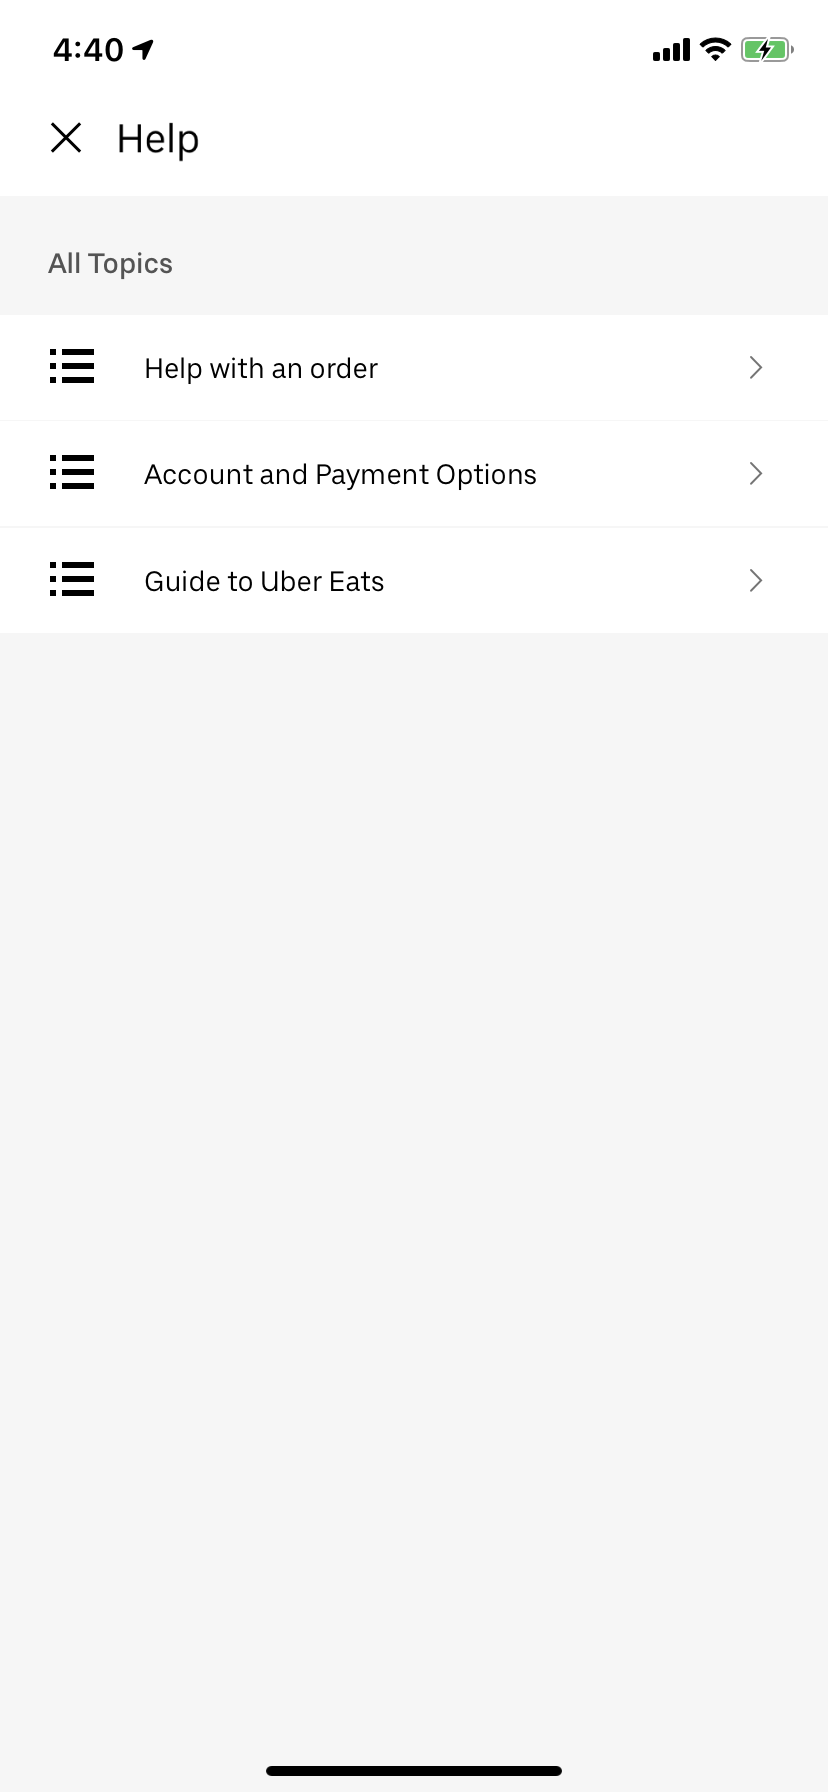 4:40
Help
All Topics
Help with an order
Account and Payment Options
Guide to Uber Eats